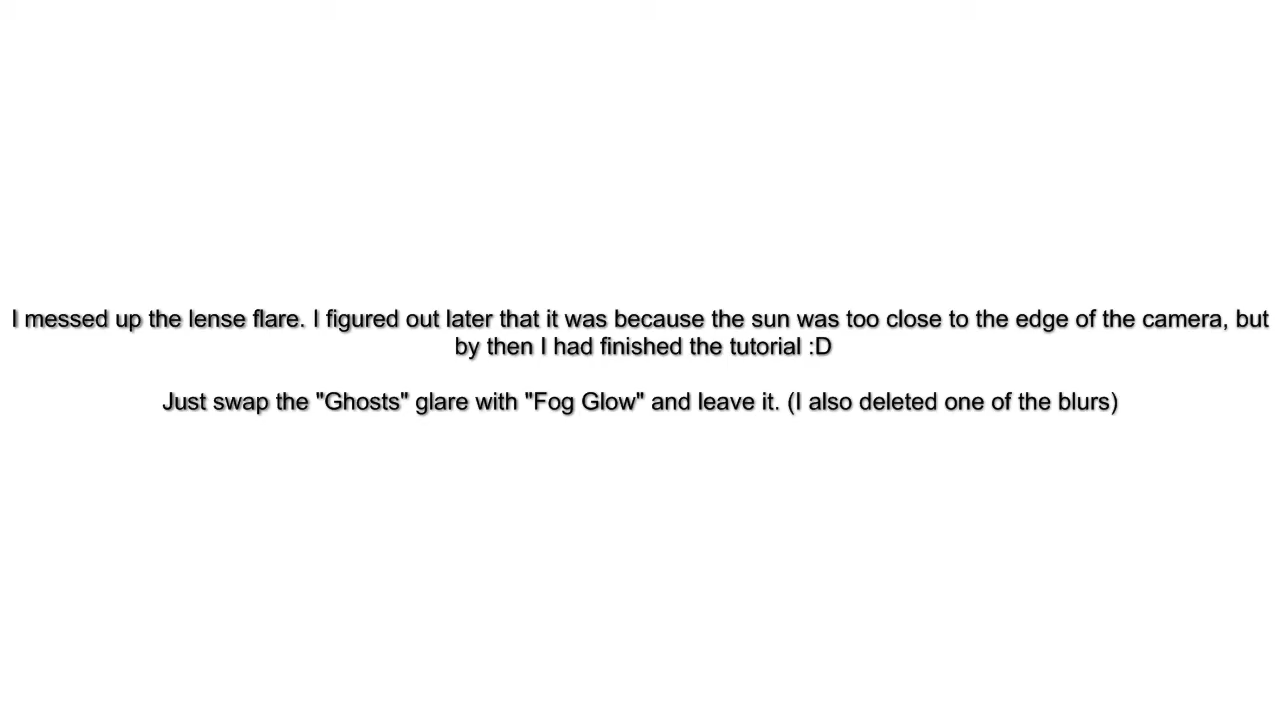 I messed up the lense flare. I figured out later that it was because the sun was too close to the edge of the camera, but
by then I had finished the tutorial :D
Just swap the "Ghosts" glare with "Fog Glow" and leave it. (I also deleted one of the blurs)